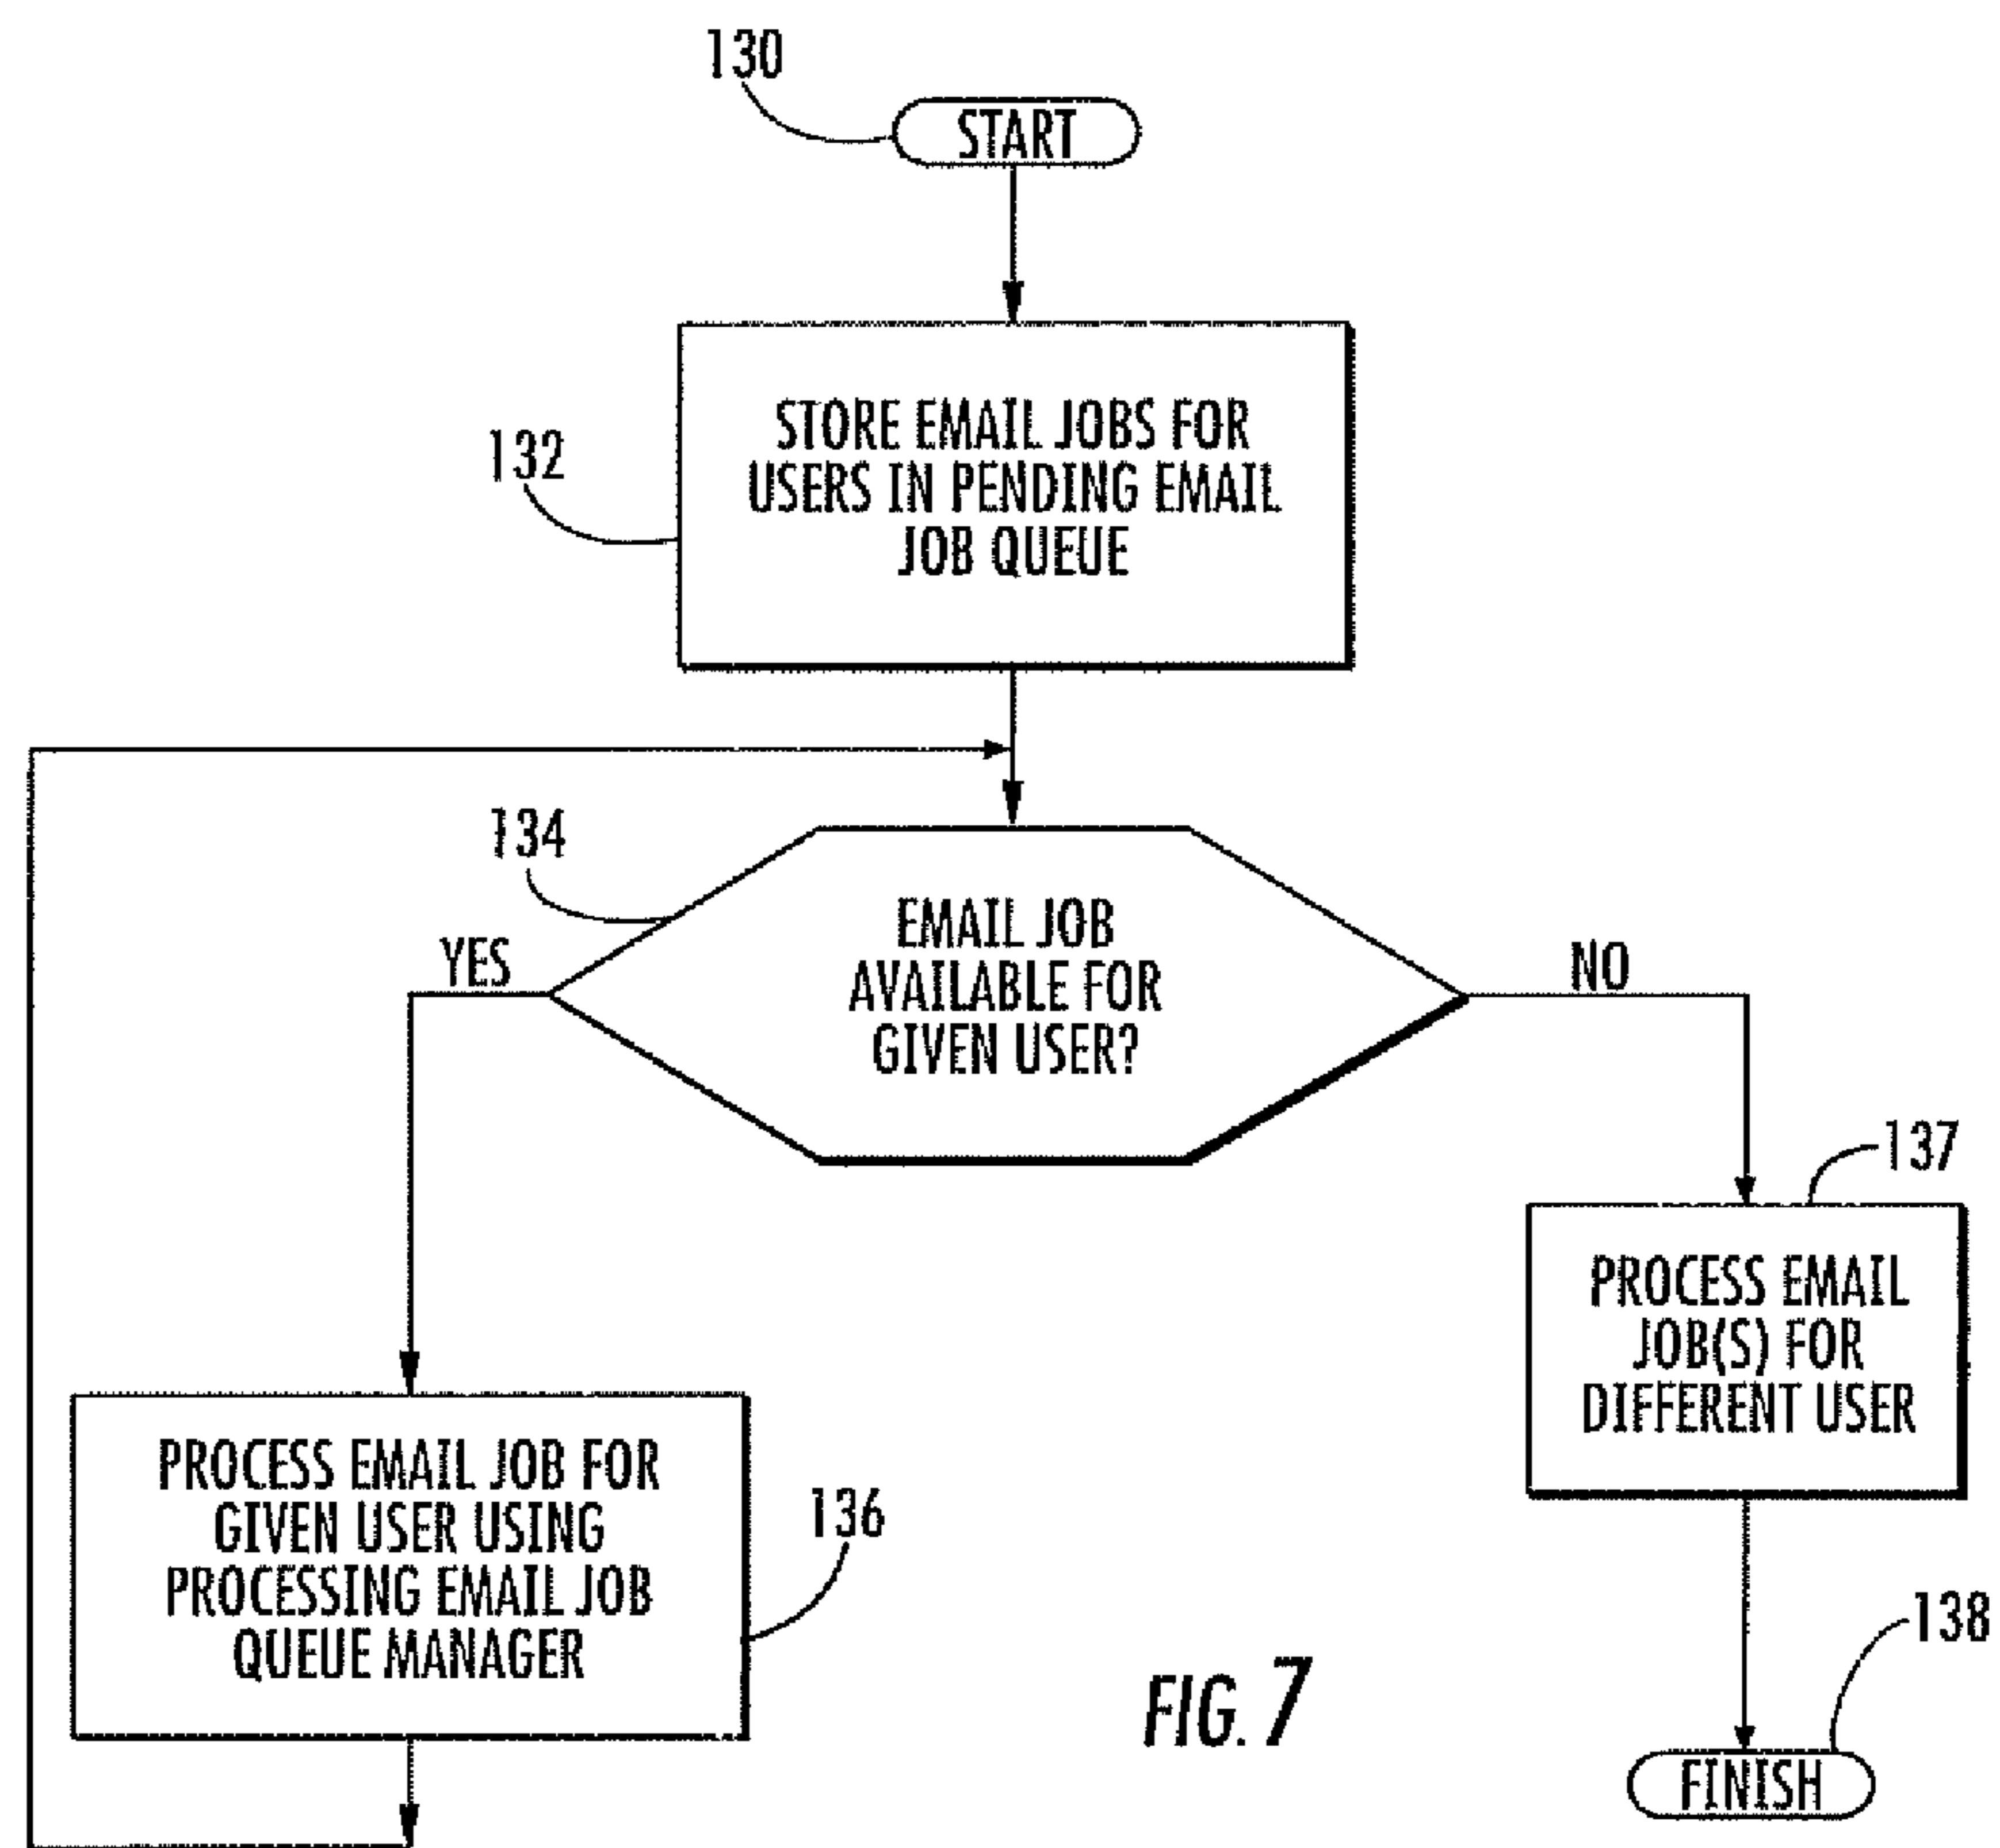 130
START
132
STORE EMAIL JOBS FOR
USERS IN PENDING EMAIL
JOB QUEUE
134
YES
EMAIL JOB
AVAILABLE FOR
GIVEN USER?
NO
137
PROCESS EMAIL
JOB(S) FOR
DIFFERENT USER
PROCESS EMAIL JOB FOR
GIVEN USER USING
PROCESSING EMAIL JOB
QUEUE MANAGER
136
138
FINISH
FIG. 7